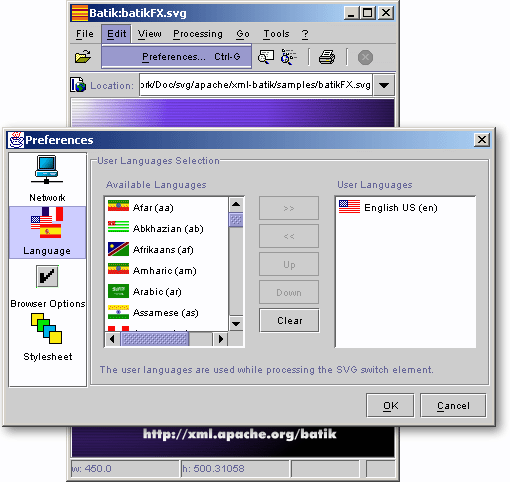 Batik:batikFX.svg
File Edit View Processing Go Tools ?
Preferences... Ctrl-G
Location: ork/Doc/svg/apache/xml-batik/samples/batikFX.svg
Preferences
Network
Language
Browser Options
Stylesheet
User Languages Selection
Available Languages
Afar (aa)
Abkhazian (ab)
Afrikaans (af)
Amharic (am)
Arabic (ar)
Assamese (as)
>>
<<
Up
Down
Clear
User Languages
English US (en)
The user languages are used while processing the SVG switch element.
OK Cancel
http://xml.apache.org/batik
w: 450.0 h: 500.31058